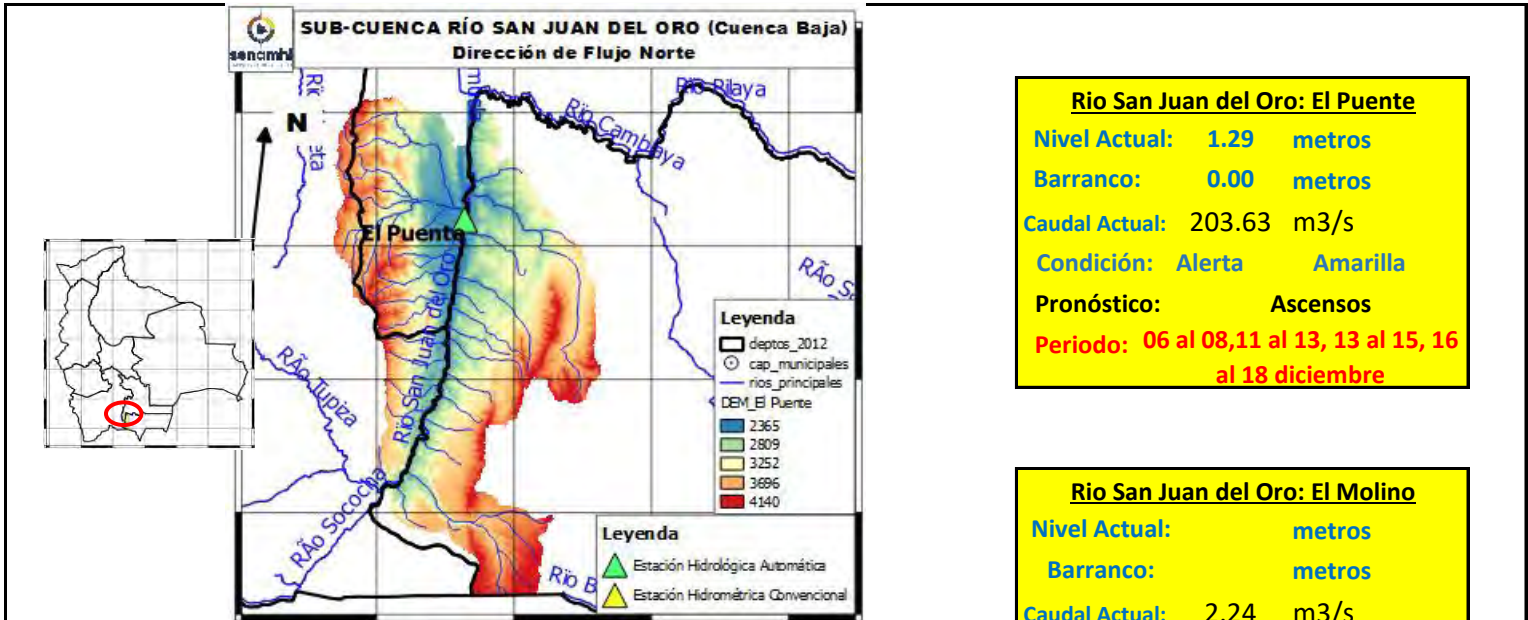 senamhi
SUB-CUENCA RÍO SAN JUAN DEL ORO (Cuenca Baja)
Dirección de Flujo Norte
Río Pilaya
Río Camblaya
N
El Puente
Río San Juan del Oro
RÃo Tupiza
RÃo Sococha
RÃo S
Río B
Leyenda
deptos_2012
cap_municipales
rios_principales
DEM_El Puente
2365
2809
3252
3696
4140
Leyenda
Estación Hidrológica Automática
Estación Hidrométrica Convencional
Rio San Juan del Oro: El Puente
Nivel Actual: 1.29 metros
Barranco: 0.00 metros
Caudal Actual: 203.63 m3/s
Condición: Alerta Amarilla
Pronóstico: Ascensos
Periodo: 06 al 08,11 al 13, 13 al 15, 16
al 18 diciembre
Rio San Juan del Oro: El Molino
Nivel Actual: metros
Barranco: metros
Caudal Actual: 2.24 m3/s